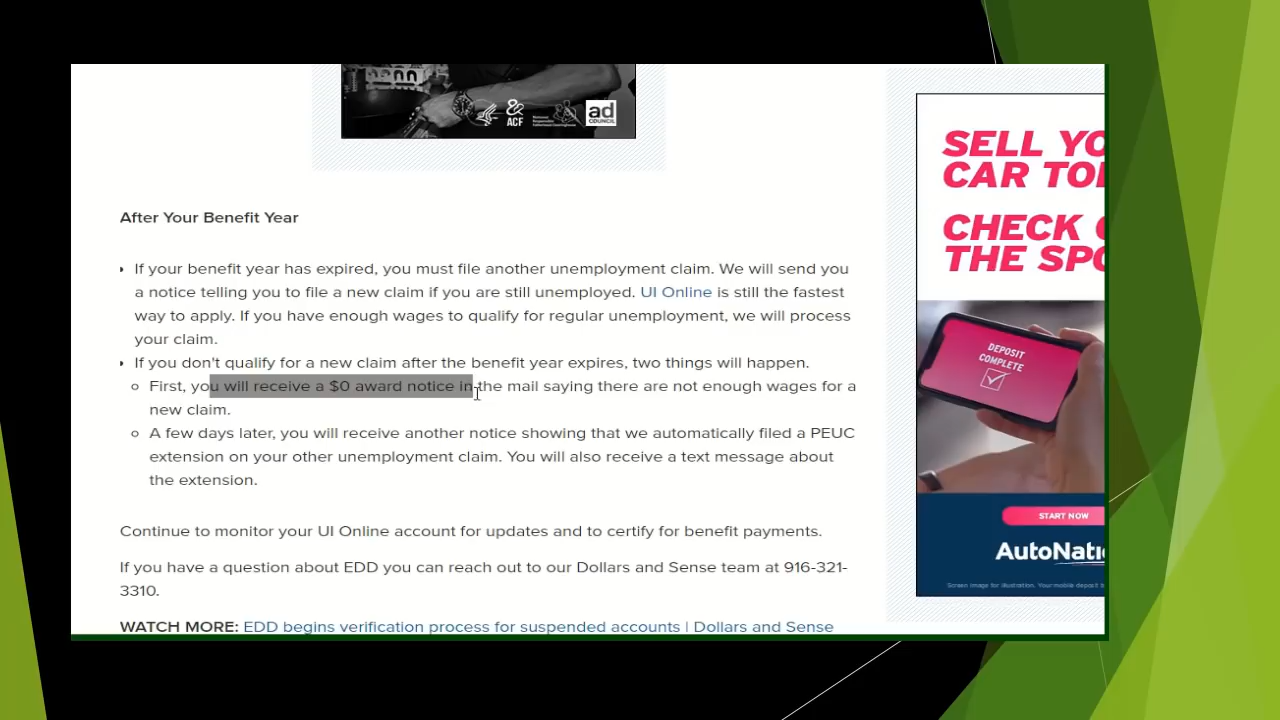 ACF
ad
COUNCIL
After Your Benefit Year
If your benefit year has expired, you must file another unemployment claim. We will send you
a notice telling you to file a new claim if you are still unemployed. UI Online is still the fastest
way to apply. If you have enough wages to qualify for regular unemployment, we will process
your claim.
If you don't qualify for a new claim after the benefit year expires, two things will happen.
First, you will receive a $0 award notice in the mail saying there are not enough wages for a
new claim.
A few days later, you will receive another notice showing that we automatically filed a PEUC
extension on your other unemployment claim. You will also receive a text message about
the extension.
Continue to monitor your UI Online account for updates and to certify for benefit payments.
If you have a question about EDD you can reach out to our Dollars and Sense team at 916-321-
3310.
WATCH MORE: EDD begins verification process for suspended accounts | Dollars and Sense
SELL YO
CAR TO
CHECK
THE SPO
DEPOSIT
COMPLETE
START NOW
AutoNati
Screen image for illustration. Your mobile deposit